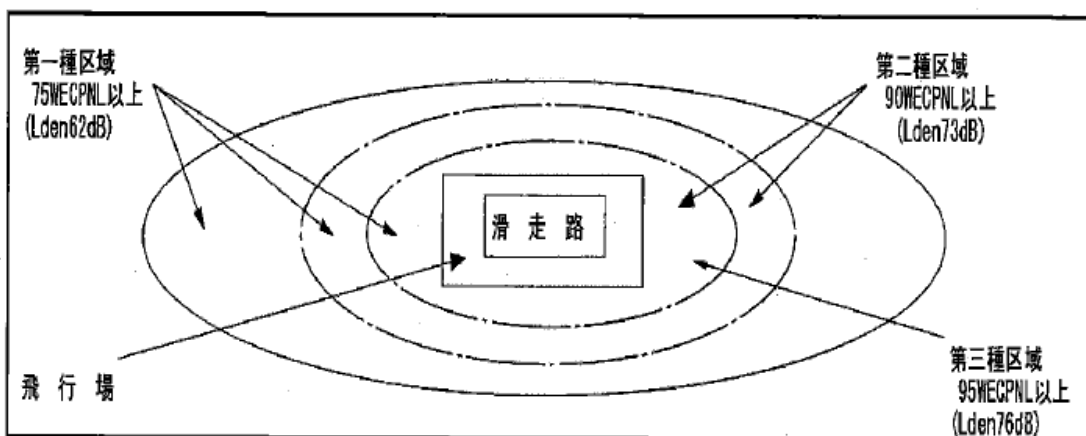 第一種区域
75WECPNL以上
(Lden62dB)
第二種区域
90WECPNL以上
(Lden73dB)
滑走路
飛行場
第三種区域
95WECPNL以上
(Lden76dB)